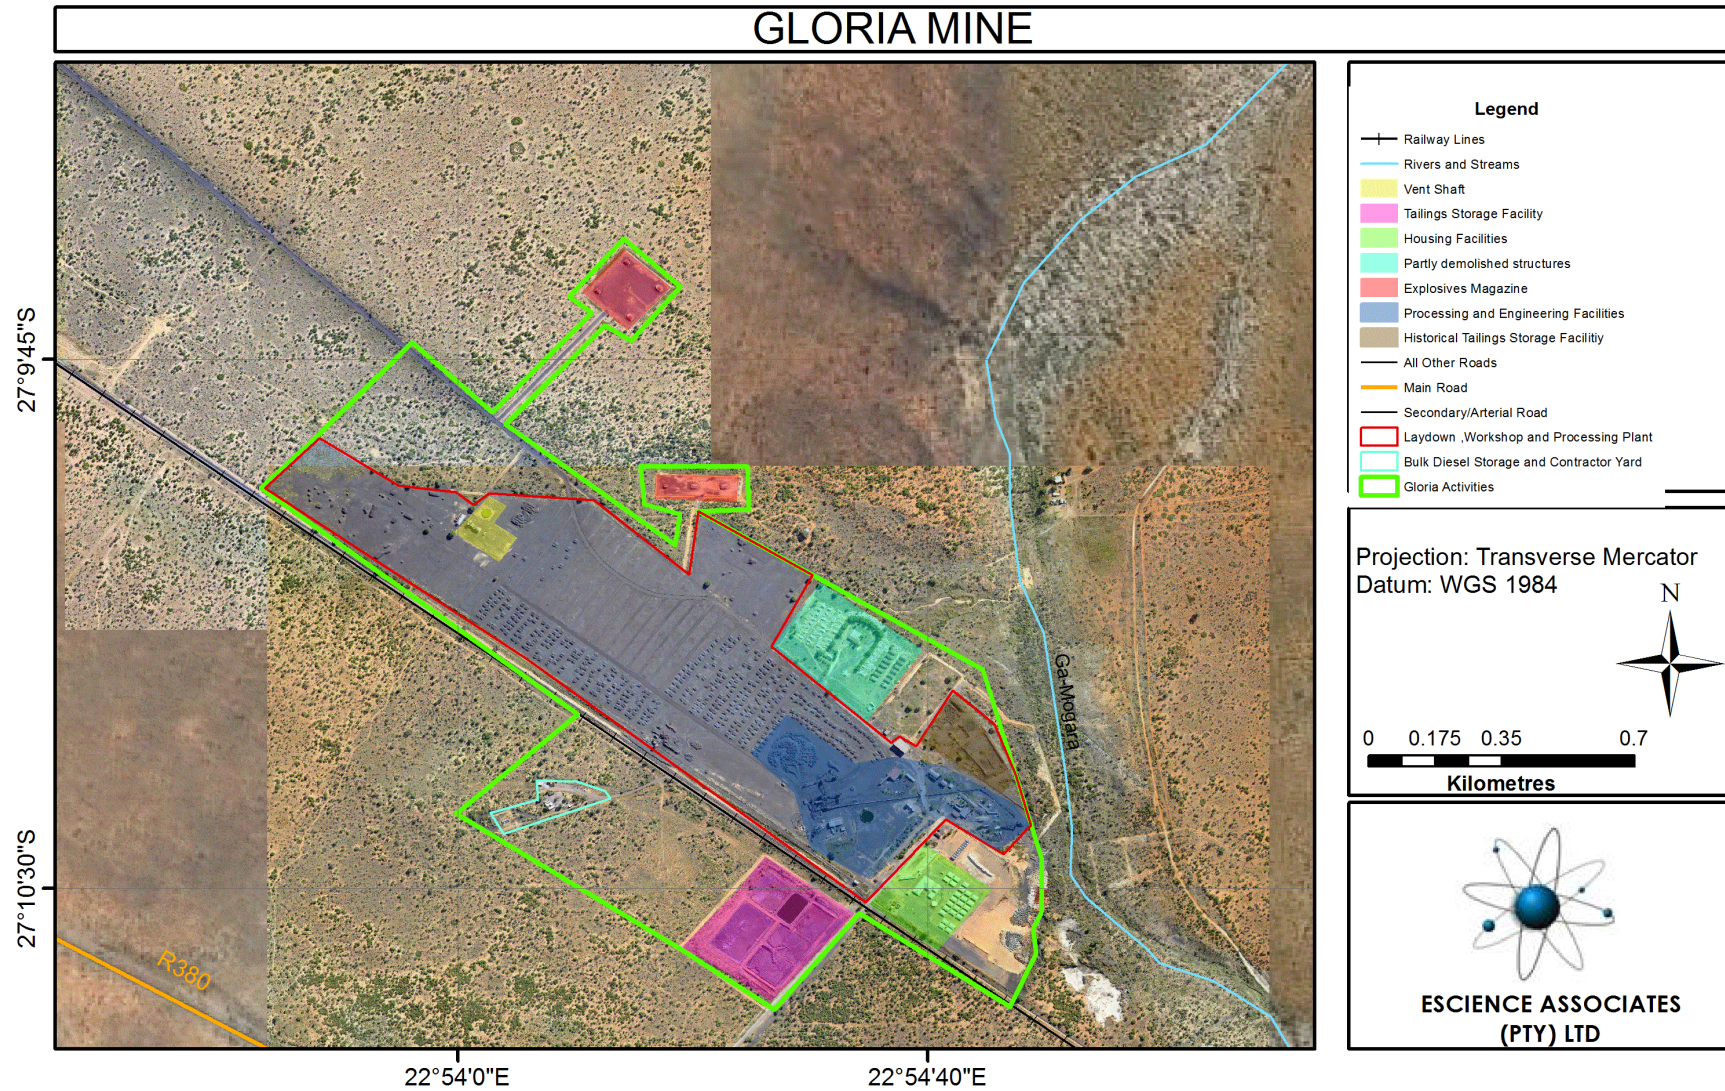 GLORIA MINE
Legend
Railway Lines
Rivers and Streams
Vent Shaft
Tailings Storage Facility
Housing Facilities
Partly demolished structures
Explosives Magazine
Processing and Engineering Facilities
Historical Tailings Storage Facilitiy
All Other Roads
Main Road
Secondary/Arterial Road
Laydown ,Workshop and Processing Plant
Bulk Diesel Storage and Contractor Yard
Gloria Activities
Projection: Transverse Mercator
Datum: WGS 1984
N
0 0.175 0.35 0.7
Kilometres
ESCIENCE ASSOCIATES
(PTY) LTD
27°9'45"S
27°10'30"S
22°54'0"E
22°54'40"E
Ga-Mogara
R380